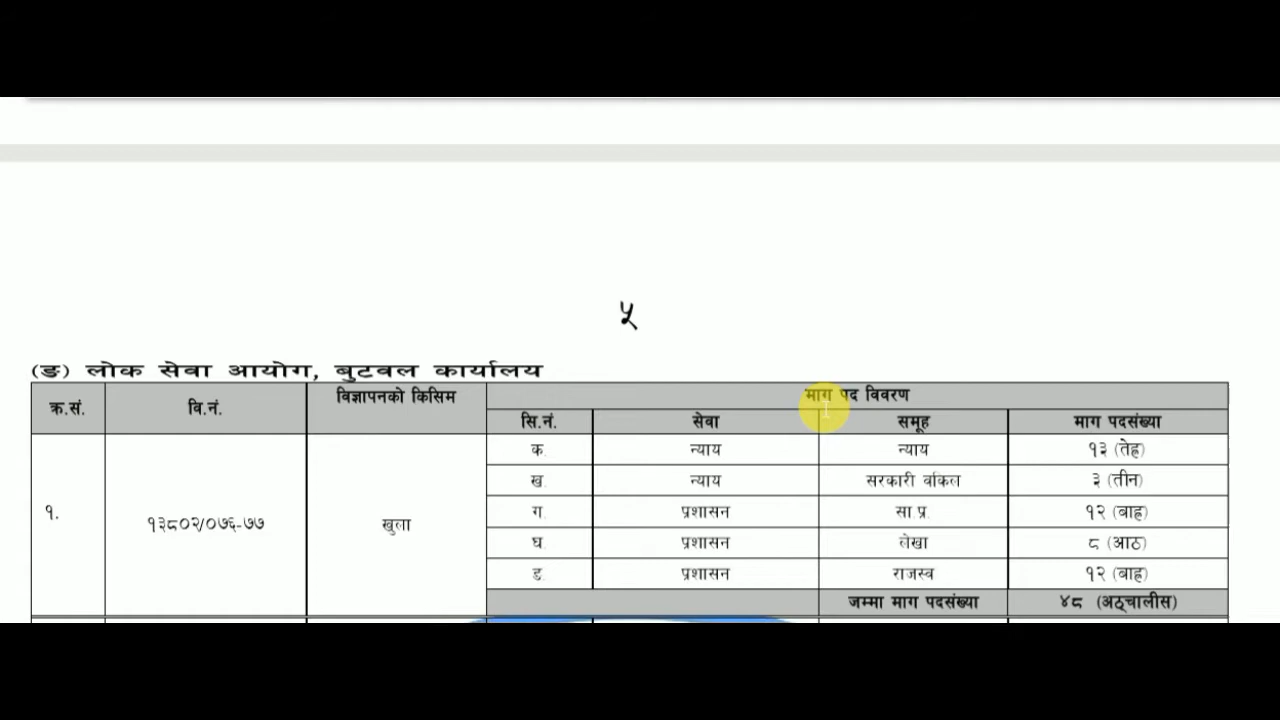 ५
(ङ) लोक सेवा आयोग, बुटवल कार्यालय
क्र.सं. वि.नं. विज्ञापनको किसिम माग पद विवरण
सि.नं. सेवा समूह माग पदसंख्या
क. न्याय न्याय १३ (तेह्र)
ख. न्याय सरकारी वकिल ३ (तीन)
१. १३८०२/०७६-७७ खुला ग. प्रशासन सा.प्र. १२ (बाह्र)
घ. प्रशासन लेखा ८ (आठ)
ङ. प्रशासन राजस्व १२ (बाह्र)
जम्मा माग पदसंख्या ४८ (अठ्चालीस)